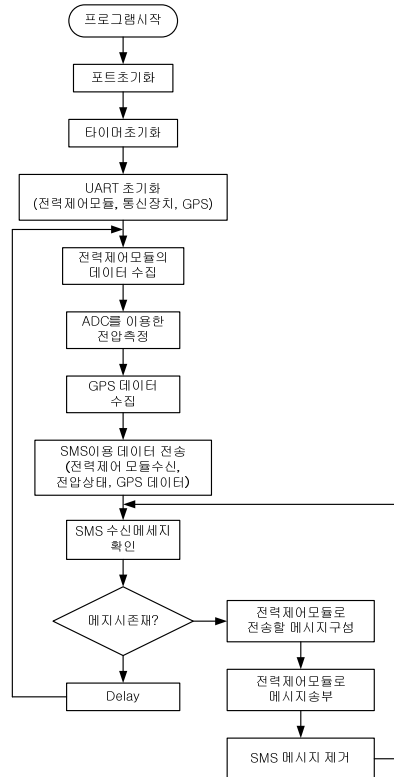 프로그램시작
포트초기화
타이머초기화
UART 초기화
(전력제어모듈, 통신장치, GPS)
전력제어모듈의
데이터 수집
ADC를 이용한
전압측정
GPS 데이터
수집
SMS이용 데이터 전송
(전력제어 모듈수신,
전압상태, GPS 데이터)
SMS 수신메세지
확인
메지시존재?
Delay
전력제어모듈로
전송할 메시지구성
전력제어모듈로
메시지송부
SMS 메시지 제거